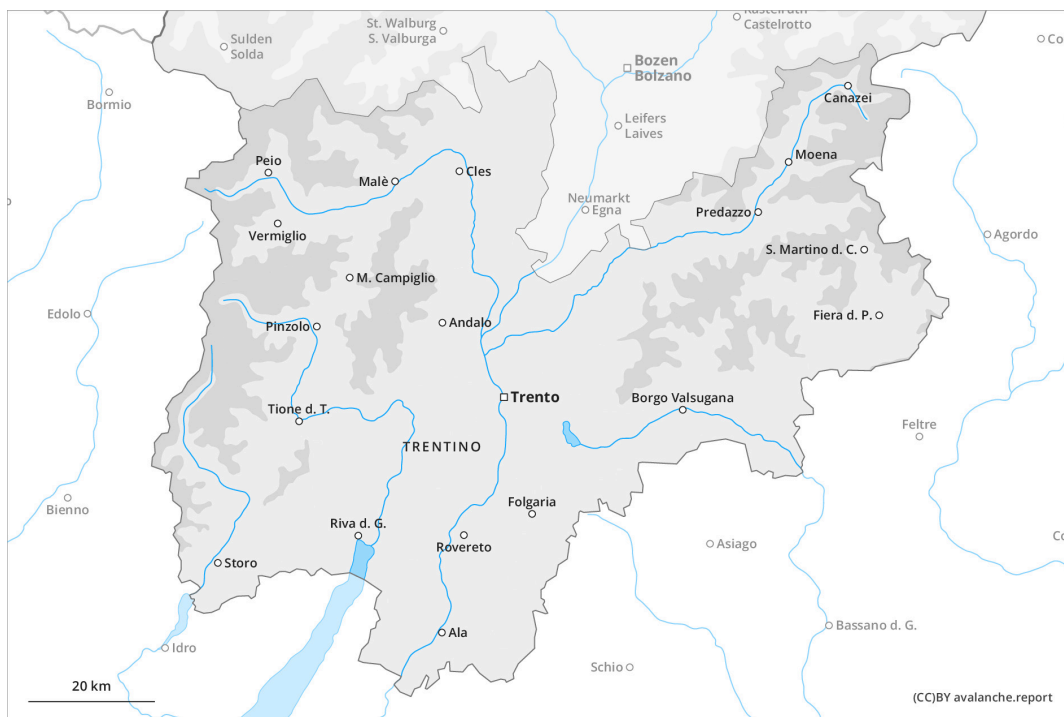 Kastelruth
Castelrotto
St. Walburg
S. Valburga
Sulden
Solda
Bozen
Bolzano
Bormio
Canazei
Leifers
Laives
Moena
Peio
Malè
Cles
Neumarkt
Egna
Predazzo
Vermiglio
Agordo
S. Martino d. C.
M. Campiglio
Edolo
Pinzolo
Andalo
Fiera d. P.
Trento
Borgo Valsugana
Tione d. T.
Feltre
TRENTINO
Bienno
Folgaria
Riva d. G.
Rovereto
Asiago
Storo
Ala
Bassano d. G.
Idro
Schio
20 km
(CC)BY avalanche.report